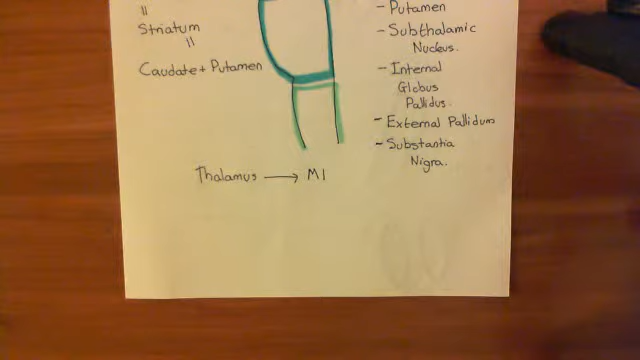 "
Striatum
"
Caudate + Putamen
- Putamen
- Subthalamic
Nucleus.
- Internal
Globus
Pallidus.
- External Pallidum
- Substantia
Nigra.
Thalamus → M1